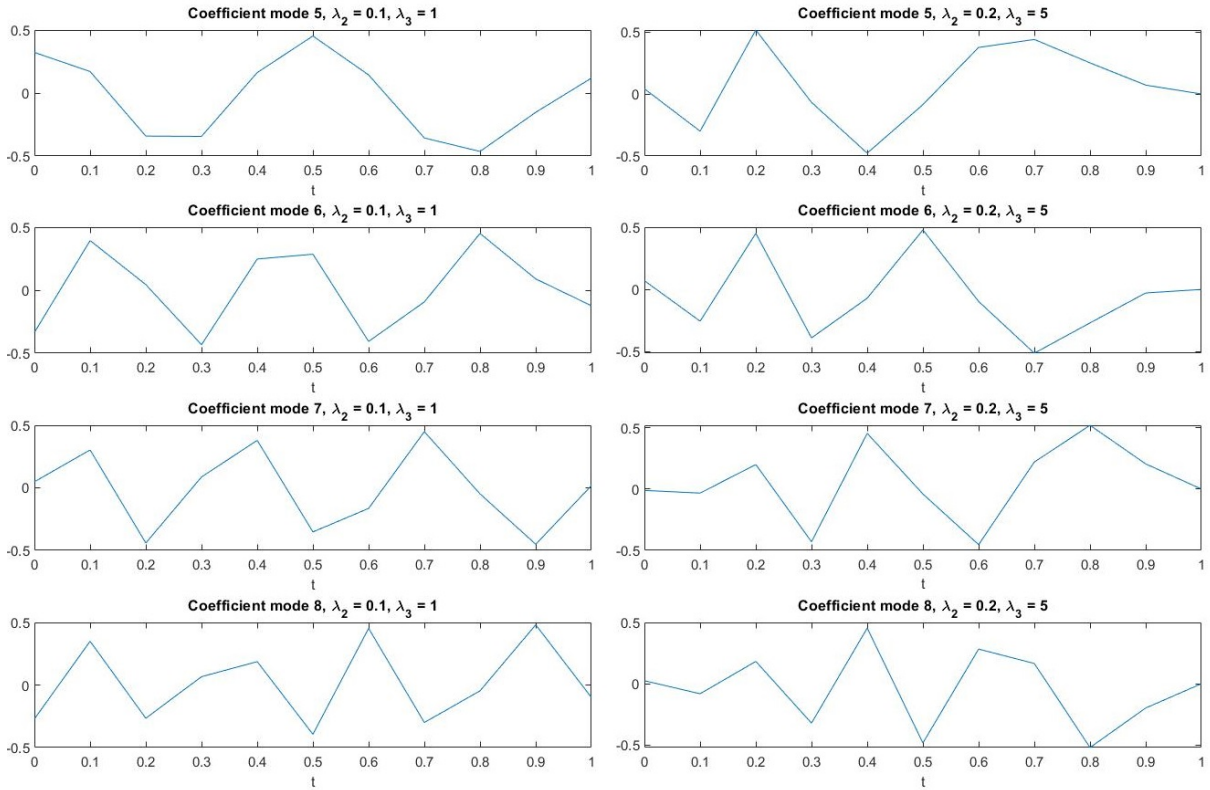 Coefficient mode 5, λ2 = 0.1, λ3 = 1
0.5
0
-0.5
0 0.1 0.2 0.3 0.4 0.5 0.6 0.7 0.8 0.9 1
t
Coefficient mode 5, λ2 = 0.2, λ3 = 5
0.5
0
-0.5
0 0.1 0.2 0.3 0.4 0.5 0.6 0.7 0.8 0.9 1
t
Coefficient mode 6, λ2 = 0.1, λ3 = 1
0.5
0
-0.5
0 0.1 0.2 0.3 0.4 0.5 0.6 0.7 0.8 0.9 1
t
Coefficient mode 6, λ2 = 0.2, λ3 = 5
0.5
0
-0.5
0 0.1 0.2 0.3 0.4 0.5 0.6 0.7 0.8 0.9 1
t
Coefficient mode 7, λ2 = 0.1, λ3 = 1
0.5
0
-0.5
0 0.1 0.2 0.3 0.4 0.5 0.6 0.7 0.8 0.9 1
t
Coefficient mode 7, λ2 = 0.2, λ3 = 5
0.5
0
-0.5
0 0.1 0.2 0.3 0.4 0.5 0.6 0.7 0.8 0.9 1
t
Coefficient mode 8, λ2 = 0.1, λ3 = 1
0.5
0
-0.5
0 0.1 0.2 0.3 0.4 0.5 0.6 0.7 0.8 0.9 1
t
Coefficient mode 8, λ2 = 0.2, λ3 = 5
0.5
0
-0.5
0 0.1 0.2 0.3 0.4 0.5 0.6 0.7 0.8 0.9 1
t